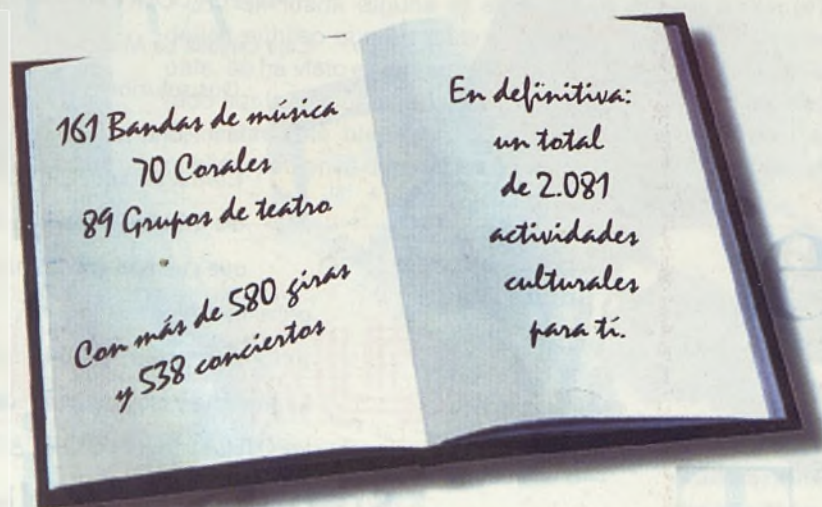 161 Bandas de música
70 Corales
89 Grupos de teatro
Con más de 580 giras
y 538 conciertos
En definitiva:
un total
de 2.081
actividades
culturales
para tí.